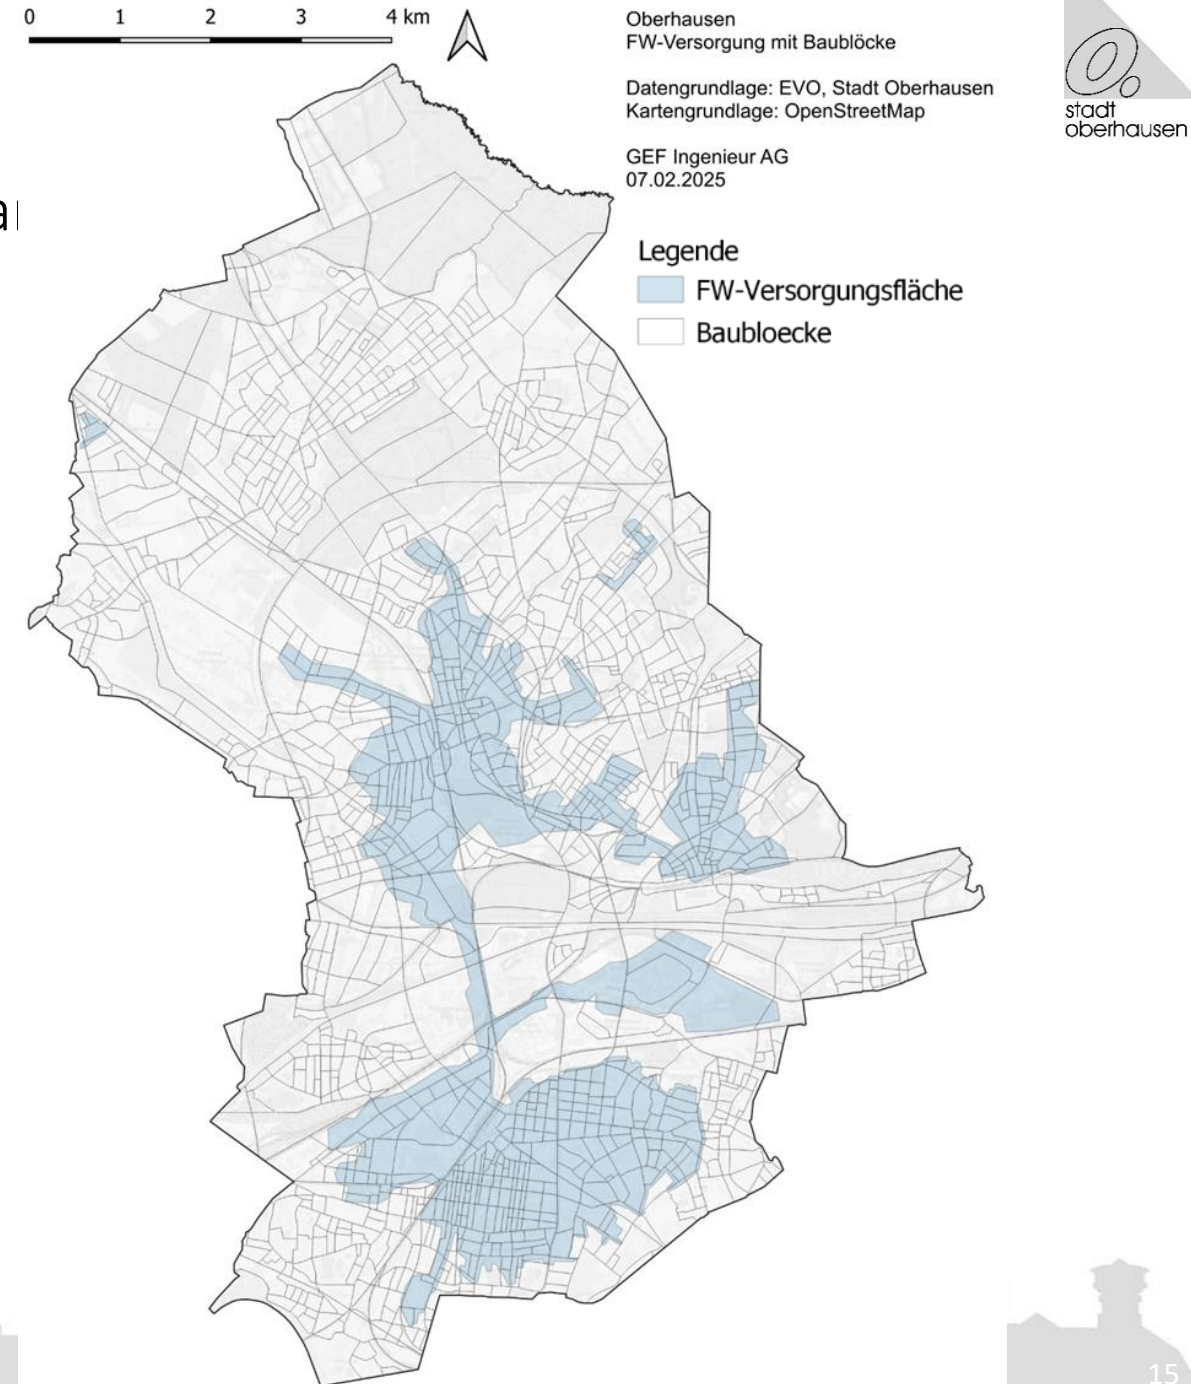 0 1 2 3 4 km
Oberhausen
FW-Versorgung mit Baublöcke
Datengrundlage: EVO, Stadt Oberhausen
Kartengrundlage: OpenStreetMap
GEF Ingenieur AG
07.02.2025
stadt
oberhausen
Legende
FW-Versorgungsfläche
Baubloecke
15